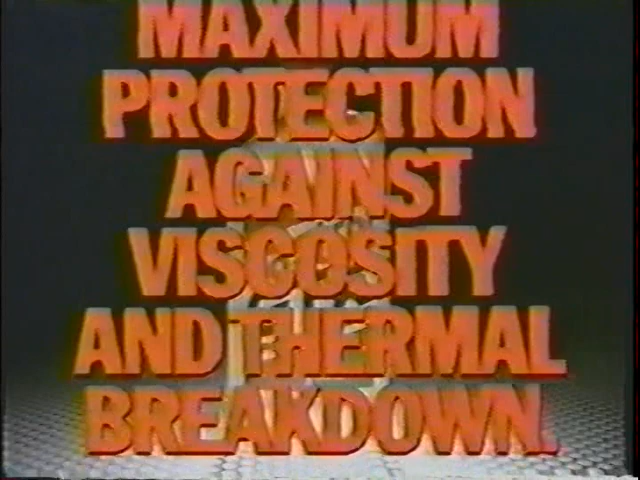 MAXIMUM
PROTECTION
AGAINST
VISCOSITY
AND THERMAL
BREAKDOWN.